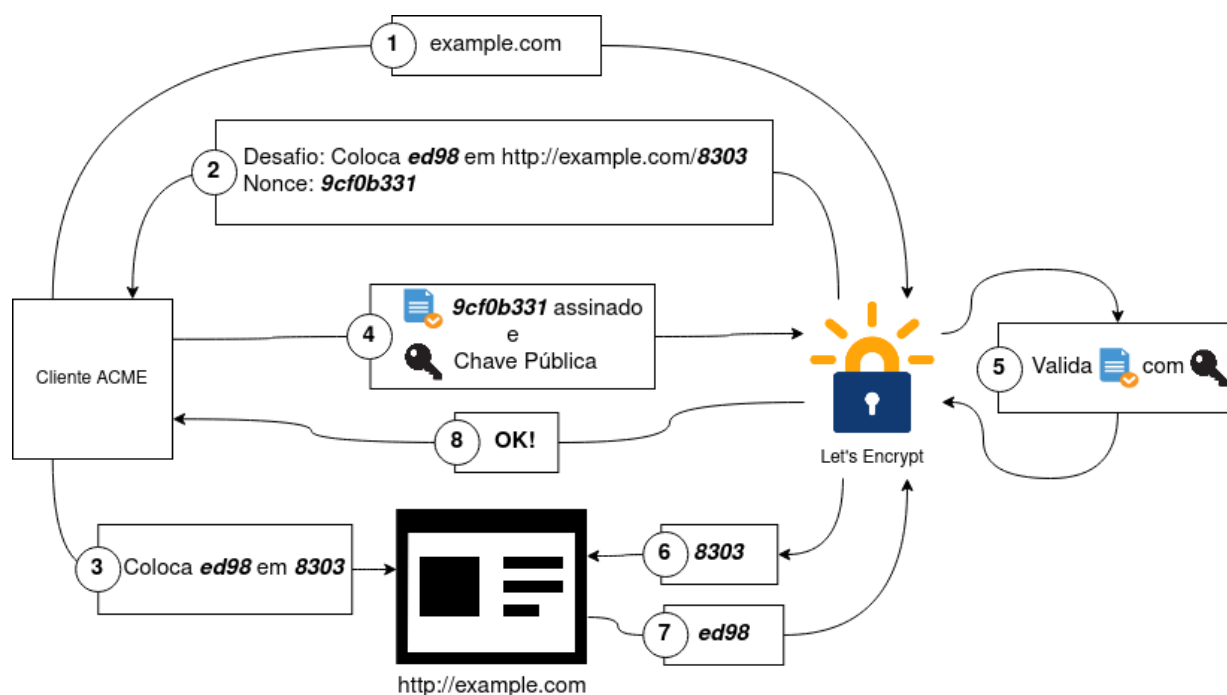 1 example.com
2 Desafio: Coloca ed98 em http://example.com/8303
Nonce: 9cf0b331
4 9cf0b331 assinado
e
Chave Pública
Cliente ACME
5 Valida com
8 OK!
Let's Encrypt
3 Coloca ed98 em 8303
6 8303
7 ed98
http://example.com